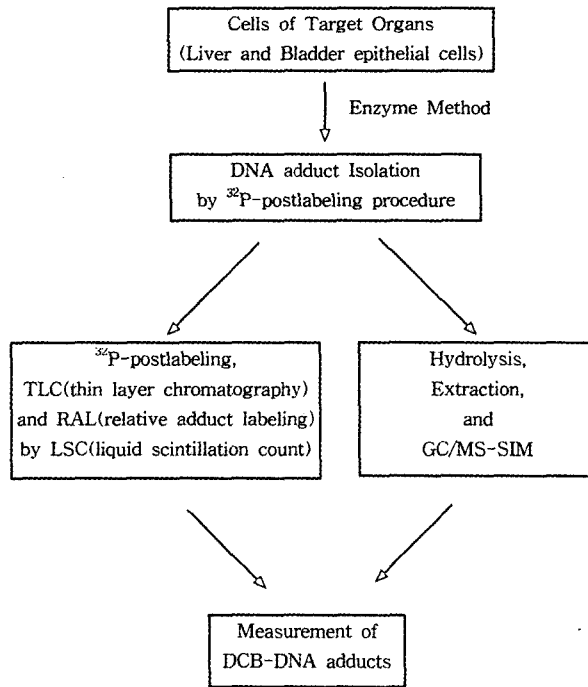 Cells of Target Organs
(Liver and Bladder epithelial cells)
Enzyme Method
DNA adduct Isolation
by ³²P-postlabeling procedure
³²P-postlabeling,
TLC(thin layer chromatography)
and RAL(relative adduct labeling)
by LSC(liquid scintillation count)
Hydrolysis,
Extraction,
and
GC/MS-SIM
Measurement of
DCB-DNA adducts